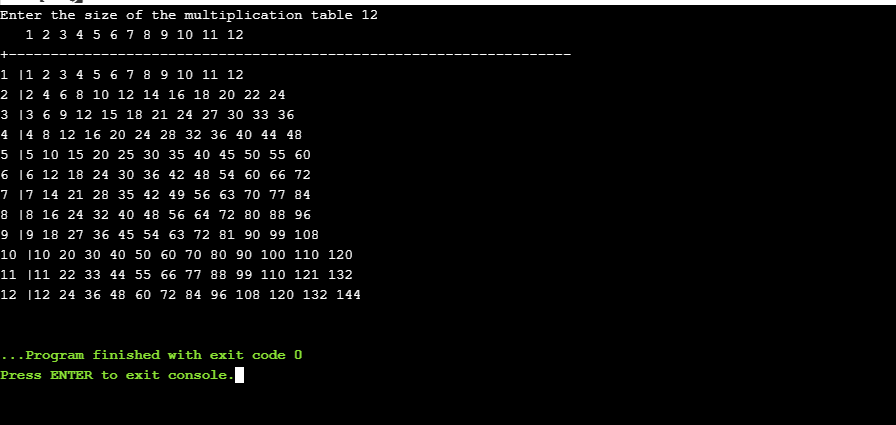 Enter the size of the multiplication table 12
   1 2 3 4 5 6 7 8 9 10 11 12
+-------------------------------------------------------------------
1 |1 2 3 4 5 6 7 8 9 10 11 12
2 |2 4 6 8 10 12 14 16 18 20 22 24
3 |3 6 9 12 15 18 21 24 27 30 33 36
4 |4 8 12 16 20 24 28 32 36 40 44 48
5 |5 10 15 20 25 30 35 40 45 50 55 60
6 |6 12 18 24 30 36 42 48 54 60 66 72
7 |7 14 21 28 35 42 49 56 63 70 77 84
8 |8 16 24 32 40 48 56 64 72 80 88 96
9 |9 18 27 36 45 54 63 72 81 90 99 108
10 |10 20 30 40 50 60 70 80 90 100 110 120
11 |11 22 33 44 55 66 77 88 99 110 121 132
12 |12 24 36 48 60 72 84 96 108 120 132 144
...Program finished with exit code 0
Press ENTER to exit console.